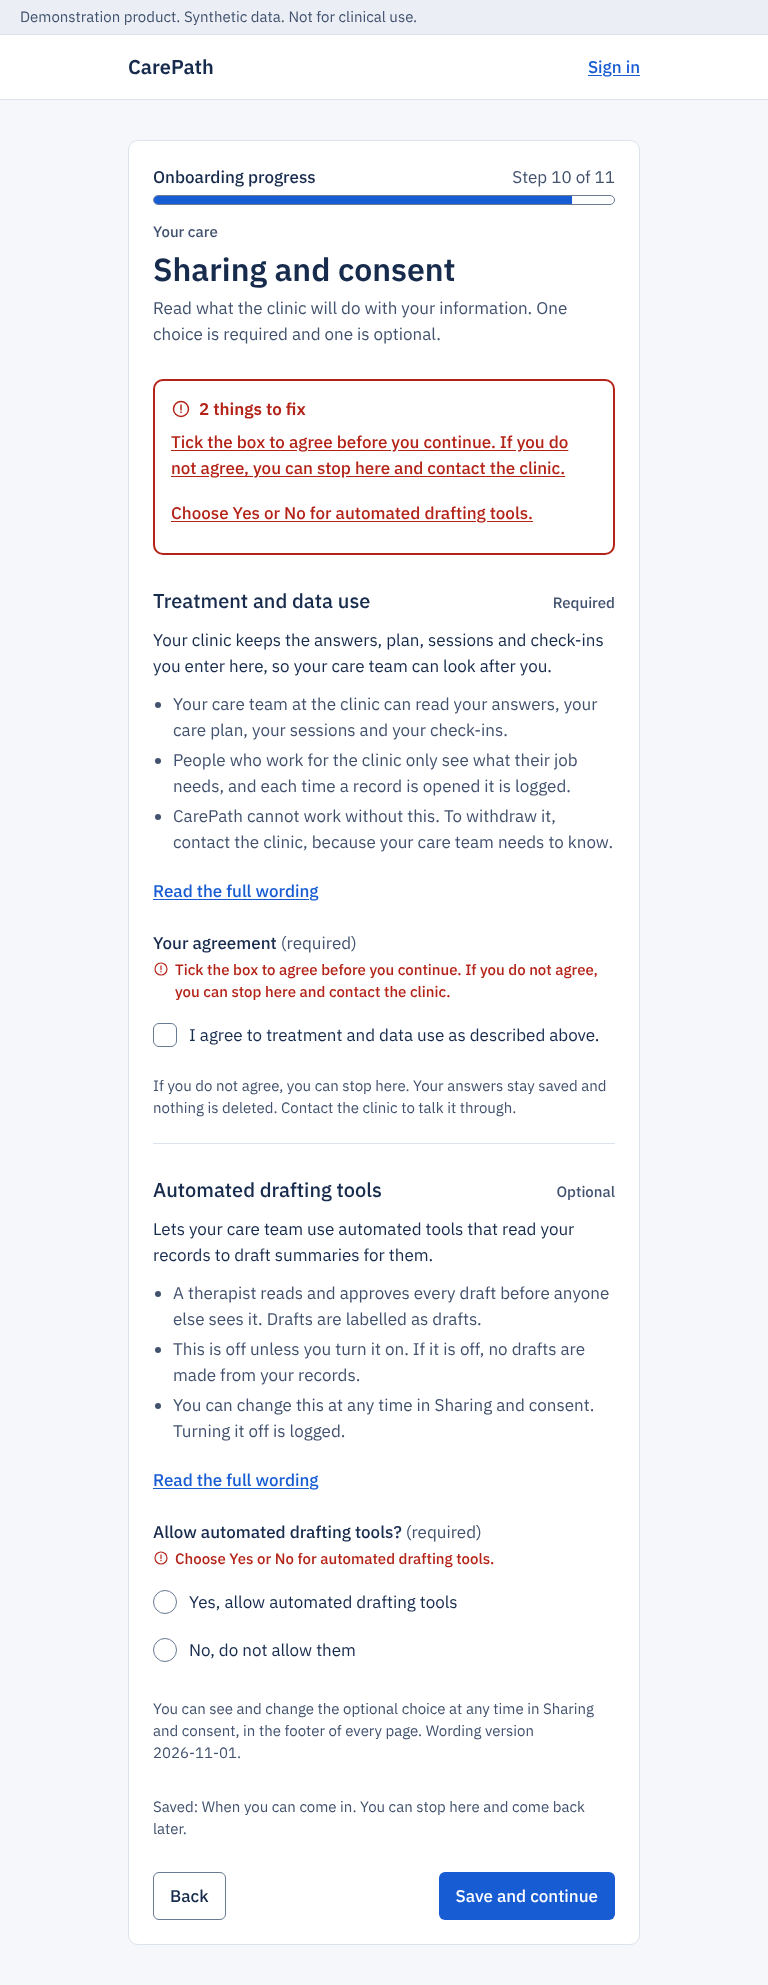 Demonstration product. Synthetic data. Not for clinical use.
CarePath
Sign in
Onboarding progress
Step 10 of 11
Your care
Sharing and consent
Read what the clinic will do with your information. One
choice is required and one is optional.
2 things to fix
Tick the box to agree before you continue. If you do
not agree, you can stop here and contact the clinic.
Choose Yes or No for automated drafting tools.
Treatment and data use
Required
Your clinic keeps the answers, plan, sessions and check-ins
you enter here, so your care team can look after you.
• Your care team at the clinic can read your answers, your
care plan, your sessions and your check-ins.
• People who work for the clinic only see what their job
needs, and each time a record is opened it is logged.
• CarePath cannot work without this. To withdraw it,
contact the clinic, because your care team needs to know.
Read the full wording
Your agreement (required)
Tick the box to agree before you continue. If you do not agree,
you can stop here and contact the clinic.
I agree to treatment and data use as described above.
If you do not agree, you can stop here. Your answers stay saved and
nothing is deleted. Contact the clinic to talk it through.
Automated drafting tools
Optional
Lets your care team use automated tools that read your
records to draft summaries for them.
• A therapist reads and approves every draft before anyone
else sees it. Drafts are labelled as drafts.
• This is off unless you turn it on. If it is off, no drafts are
made from your records.
• You can change this at any time in Sharing and consent.
Turning it off is logged.
Read the full wording
Allow automated drafting tools? (required)
Choose Yes or No for automated drafting tools.
Yes, allow automated drafting tools
No, do not allow them
You can see and change the optional choice at any time in Sharing
and consent, in the footer of every page. Wording version
2026-11-01.
Saved: When you can come in. You can stop here and come back
later.
Back
Save and continue